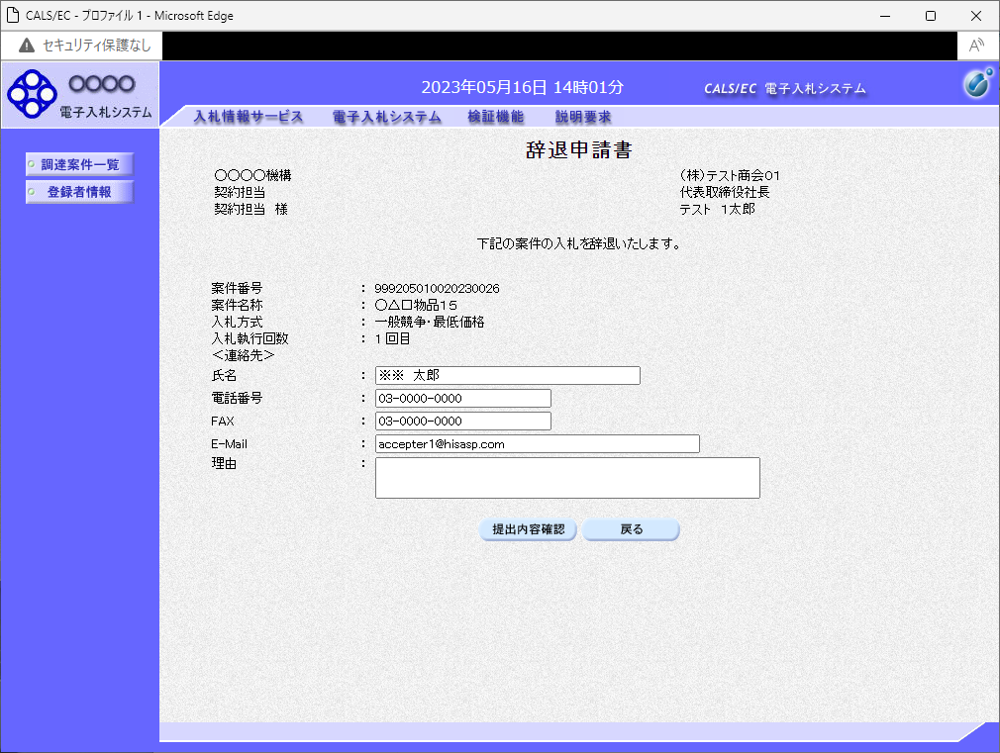 CALS/EC - プロファイル 1 - Microsoft Edge
セキュリティ保護なし
〇〇〇〇
電子入札システム
2023年05月16日 14時01分
CALS/EC 電子入札システム
入札情報サービス 電子入札システム 検証機能 説明要求
調達案件一覧
登録者情報
辞退申請書
〇〇〇〇機構
契約担当
契約担当 様
(株)テスト商会01
代表取締役社長
テスト 1太郎
下記の案件の入札を辞退いたします。
案件番号 : 999205010020230026
案件名称 : 〇△口物品15
入札方式 : 一般競争・最低価格
入札執行回数 : 1回目
<連絡先>
氏名 : ※※ 太郎
電話番号 : 03-0000-0000
FAX : 03-0000-0000
E-Mail : accepter1@hisasp.com
理由 :
提出内容確認 戻る